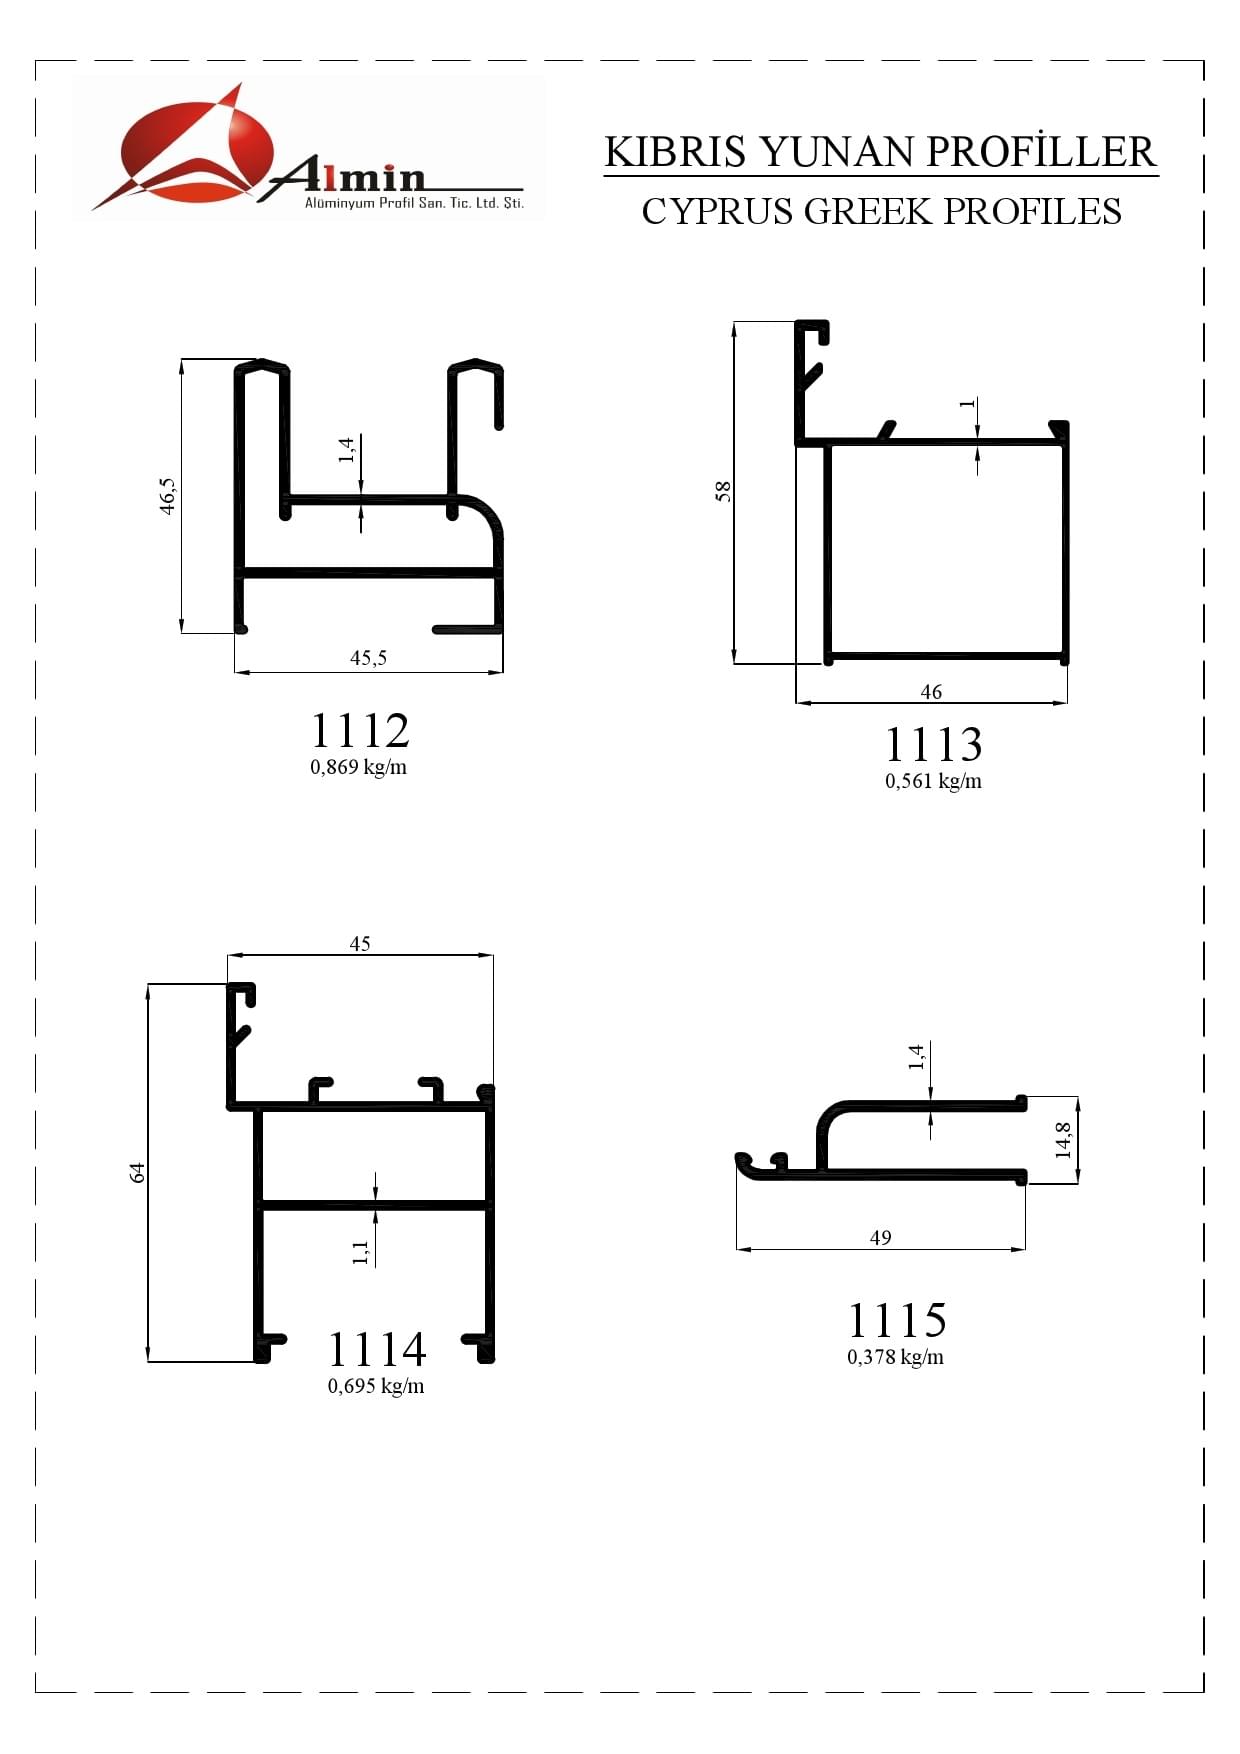 Almin
Alüminyum Profil San. Tic. Ltd. Şti.
KIBRIS YUNAN PROFİLLER
CYPRUS GREEK PROFILES
46,5
1,4
45,5
1112
0,869 kg/m
58
1
46
1113
0,561 kg/m
45
64
1,1
1114
0,695 kg/m
1,4
14,8
49
1115
0,378 kg/m